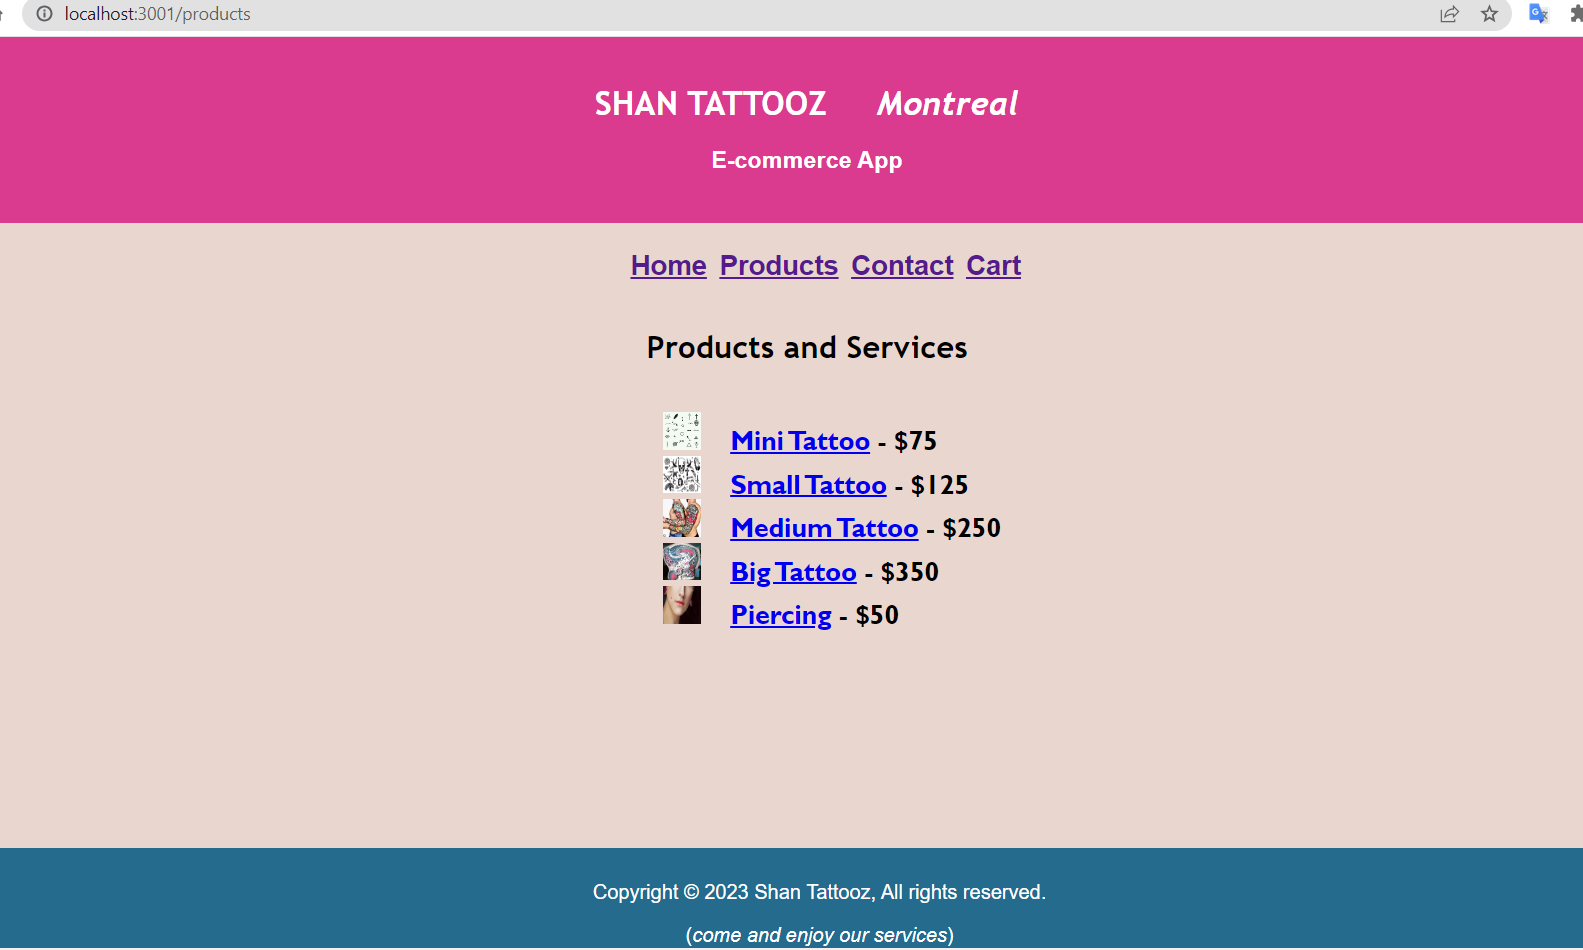 localhost:3001/products
SHAN TATTOOZ Montreal
E-commerce App
Home Products Contact Cart
Products and Services
Mini Tattoo - $75
Small Tattoo - $125
Medium Tattoo - $250
Big Tattoo - $350
Piercing - $50
Copyright © 2023 Shan Tattooz, All rights reserved.
(come and enjoy our services)